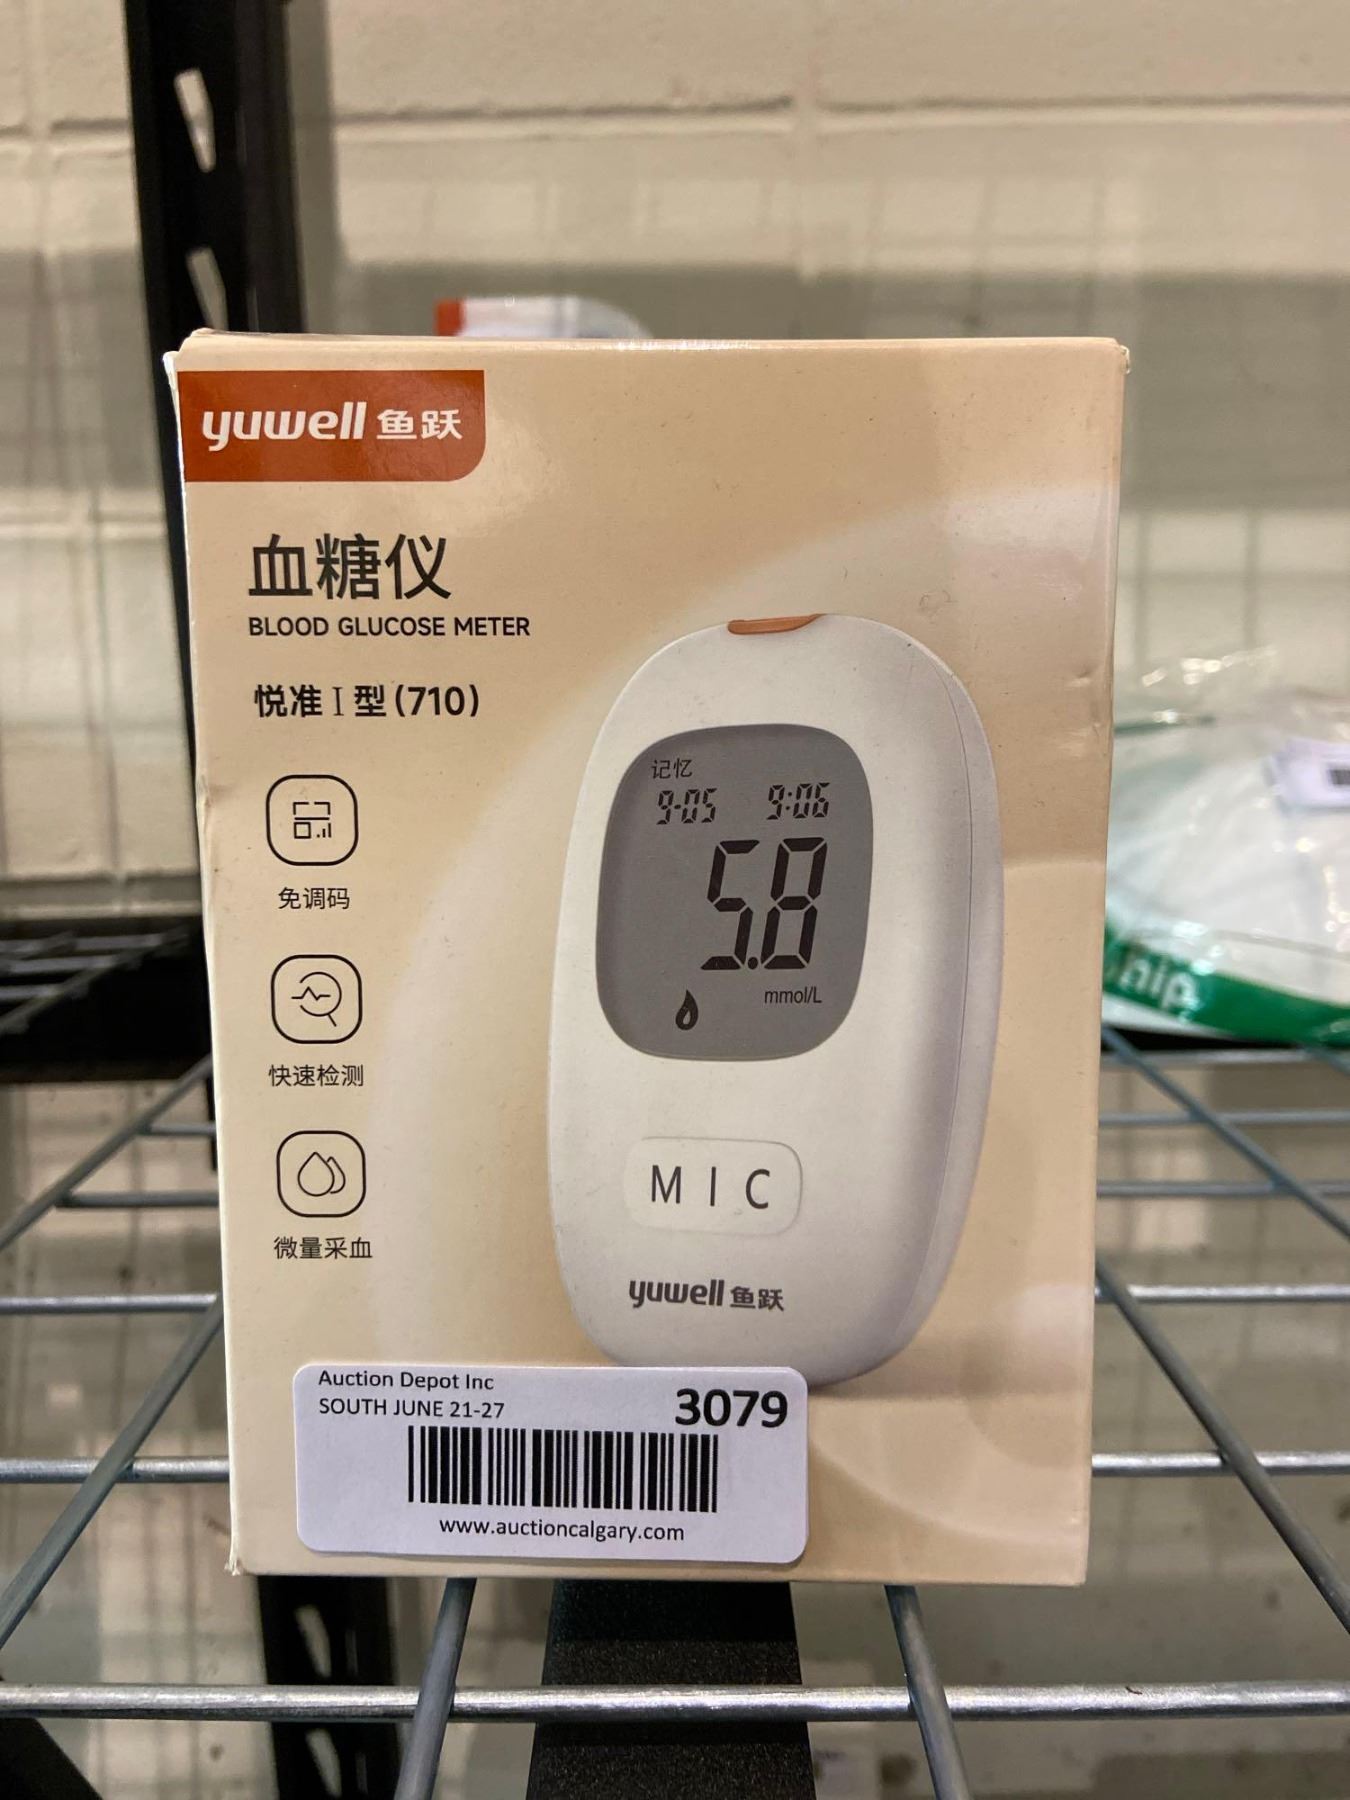 yuwell 鱼跃
血糖仪
BLOOD GLUCOSE METER
悦准 I 型 (710)
免调码
快速检测
微量采血
记忆
9-05 9:06
5.8
mmol/L
M I C
yuwell 鱼跃
Auction Depot Inc
SOUTH JUNE 21-27
3079
www.auctioncalgary.com